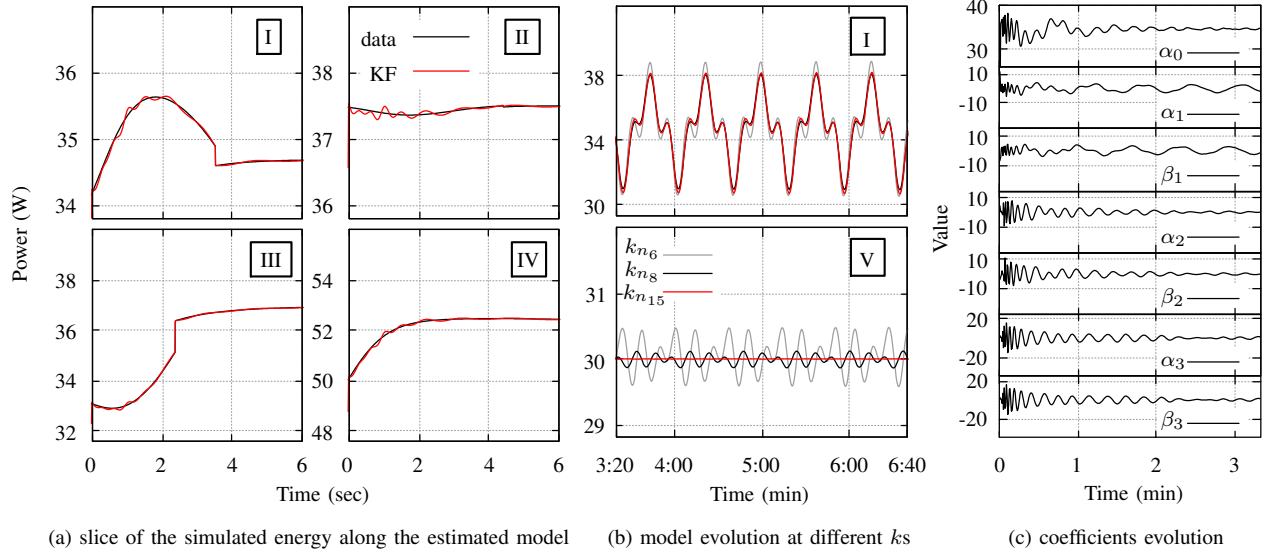 I
II
data
KF
36
35
34
38
37
36
Power (W)
III
IV
38
36
34
32
54
52
50
48
0
2
4
6
0
2
4
6
Time (sec)
(a) slice of the simulated energy along the estimated model
I
38
34
30
V
k_{n_6}
k_{n_8}
k_{n_{15}}
31
30
29
3:20
4:00
5:00
6:00
6:40
Time (min)
(b) model evolution at different ks
Value
40
30
α_0
10
-10
α_1
10
-10
β_1
10
-10
α_2
10
-10
β_2
20
-20
α_3
20
-20
β_3
0
1
2
3
Time (min)
(c) coefficients evolution